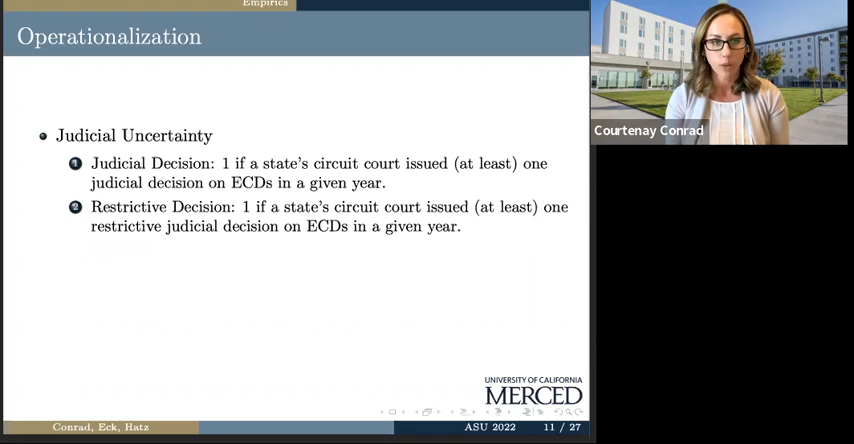 Empirics
Operationalization
Judicial Uncertainty
1 Judicial Decision: 1 if a state's circuit court issued (at least) one
judicial decision on ECDs in a given year.
2 Restrictive Decision: 1 if a state's circuit court issued (at least) one
restrictive judicial decision on ECDs in a given year.
UNIVERSITY OF CALIFORNIA
MERCED
Conrad, Eck, Hatz
ASU 2022
11 / 27
Courtenay Conrad